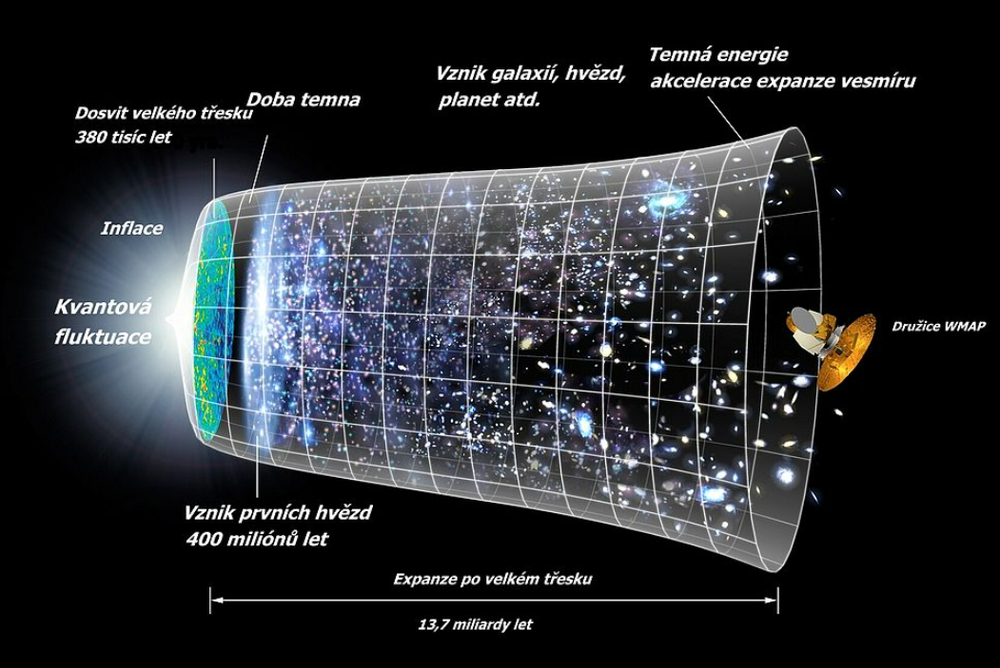 Temná energie
akcelerace expanze vesmíru
Vznik galaxií, hvězd,
planet atd.
Doba temna
Dosvit velkého třesku
380 tisíc let
Inflace
Kvantová
fluktuace
Družice WMAP
Vznik prvních hvězd
400 miliónů let
Expanze po velkém třesku
13,7 miliardy let